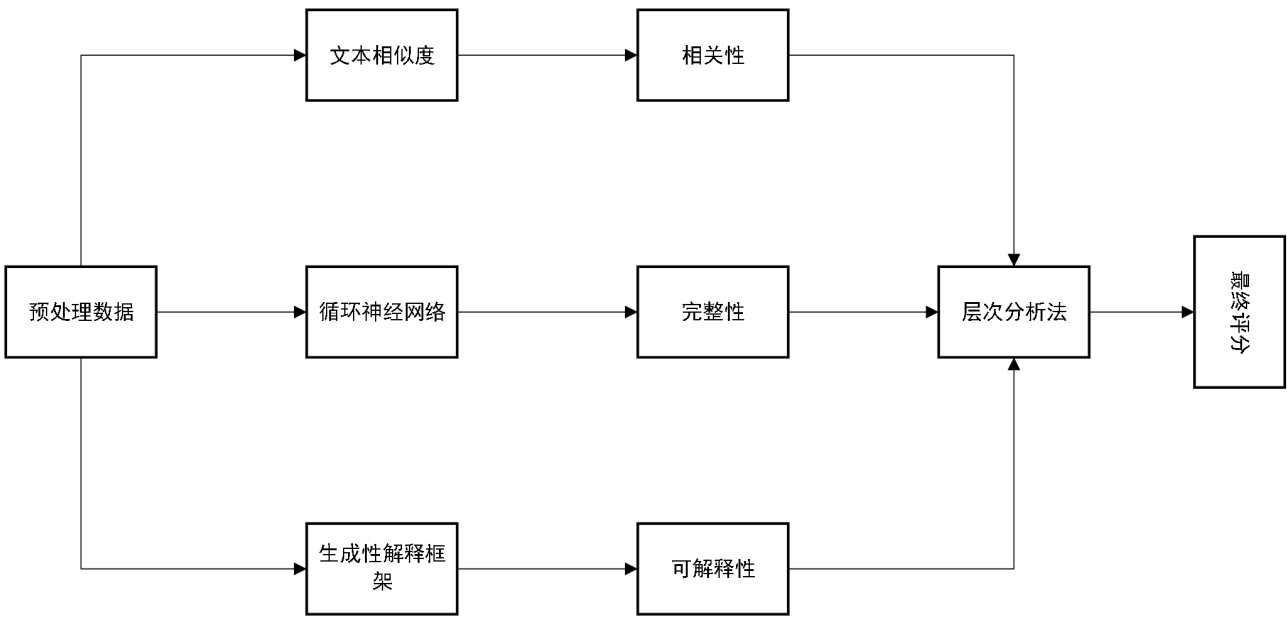 文本相似度
相关性
预处理数据
循环神经网络
完整性
层次分析法
最终评分
生成性解释框
架
可解释性